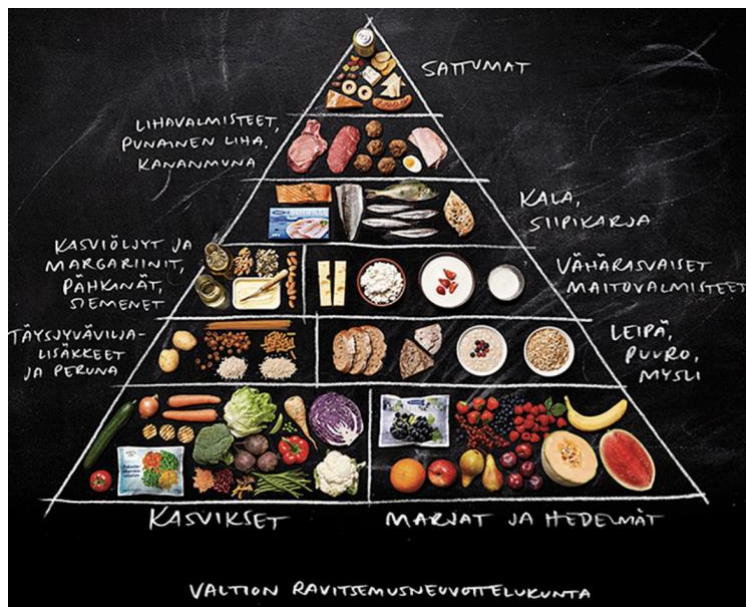 SATTUMAT
LIHAVALMISTEET,
PUNAINEN LIHA,
KANANMUNA
KALA,
SIIPIKARJA
KASVIÖLJYT JA
MARGARIINIT,
PÄHKINÄT,
SIEMENET
VÄHÄRASVAISET
MAITOVALMISTEET
TÄYSJYVÄVILJA-
LISÄKKEET
JA PERUNA
LEIPÄ,
PUURO,
MYSLI
KASVIKSET
MARJAT JA HEDELMÄT
VALTION RAVITSEMUSNEUVOTTELUKUNTA